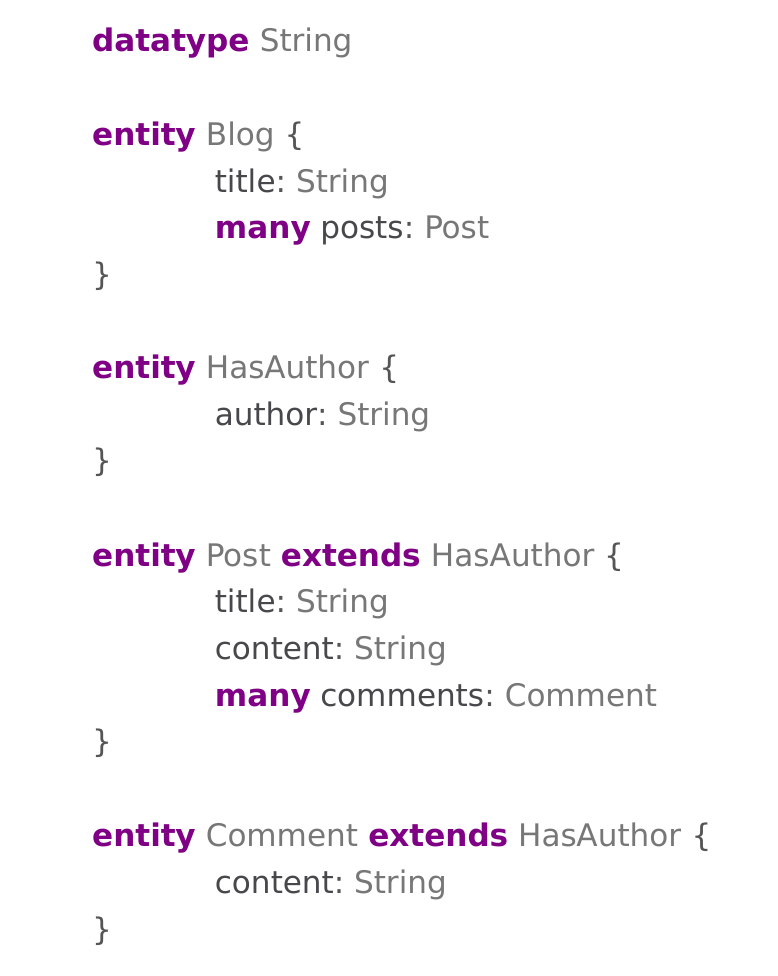 datatype String
entity Blog {
title: String
many posts: Post
}
entity HasAuthor {
author: String
}
entity Post extends HasAuthor {
title: String
content: String
many comments: Comment
}
entity Comment extends HasAuthor {
content: String
}